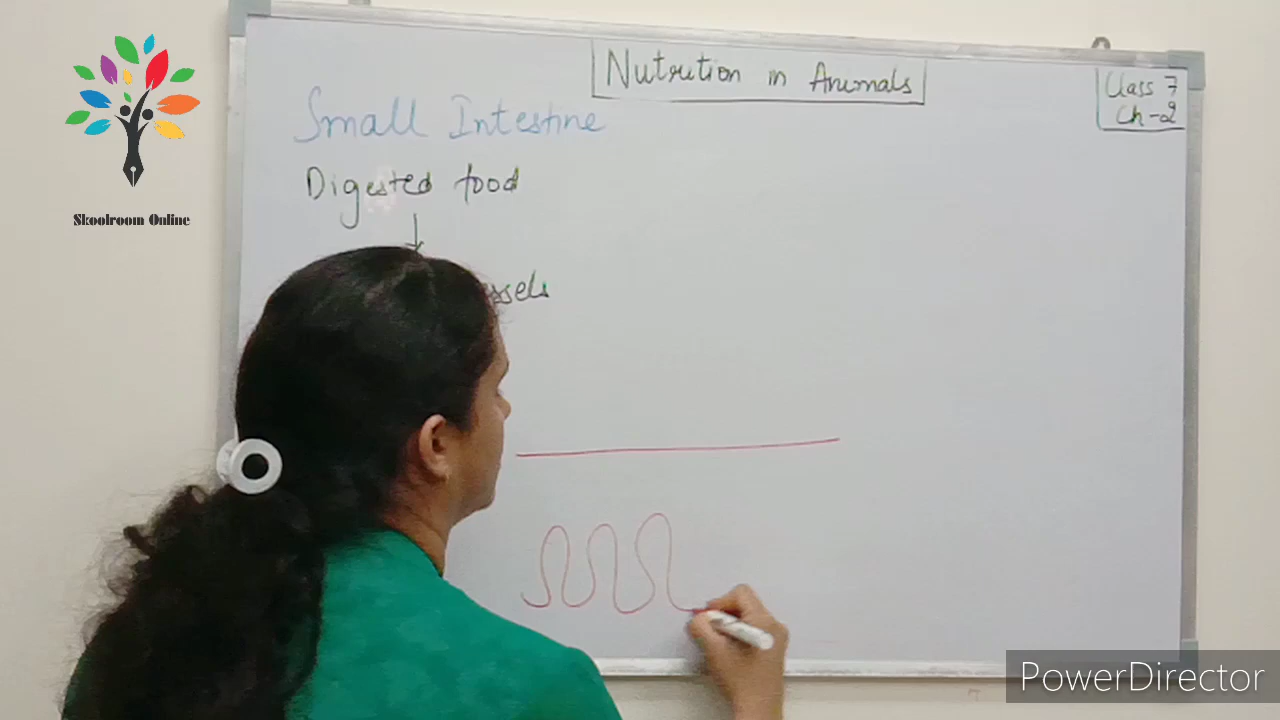 Nutrition in Animals
Class 7
Ch-2
Small Intestine
Digested food
Skoolroom Online
PowerDirector